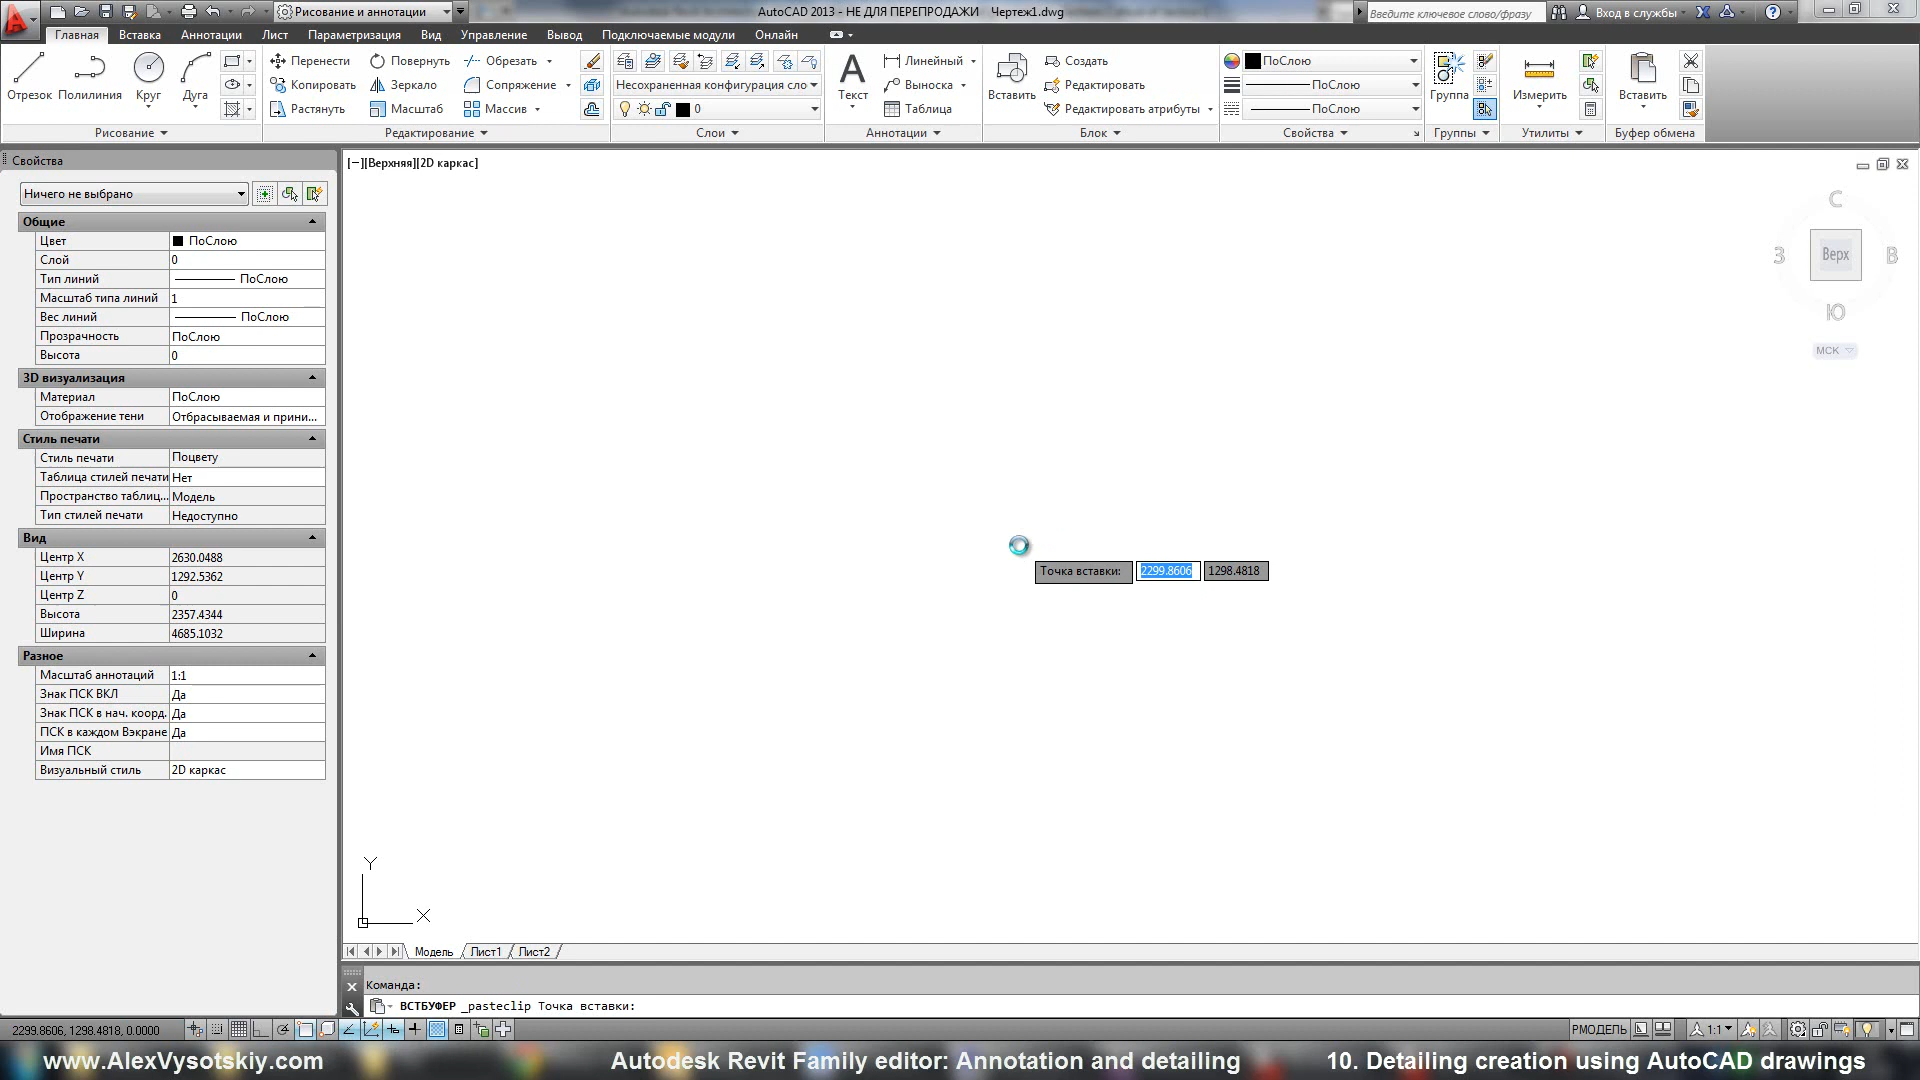 Рисование и аннотации
AutoCAD 2013 - НЕ ДЛЯ ПЕРЕПРОДАЖИ Чертеж1.dwg
Введите ключевое слово/фразу
Вход в службы
Главная Вставка Аннотации Лист Параметризация Вид Управление Вывод Подключаемые модули Онлайн
Отрезок Полилиния Круг Дуга
Рисование
Перенести Повернуть Обрезать
Копировать Зеркало Сопряжение
Растянуть Масштаб Массив
Редактирование
Несохраненная конфигурация сло
0
Слои
Текст
Линейный
Выноска
Таблица
Аннотации
Вставить
Создать
Редактировать
Редактировать атрибуты
Блок
ПоСлою
ПоСлою
ПоСлою
Свойства
Группа
Группы
Измерить
Утилиты
Вставить
Буфер обмена
Свойства
Ничего не выбрано
Общие
Цвет ПоСлою
Слой 0
Тип линий ПоСлою
Масштаб типа линий 1
Вес линий ПоСлою
Прозрачность ПоСлою
Высота 0
3D визуализация
Материал ПоСлою
Отображение тени Отбрасываемая и прини...
Стиль печати
Стиль печати Поцвету
Таблица стилей печати Нет
Пространство таблиц... Модель
Тип стилей печати Недоступно
Вид
Центр X 2630.0488
Центр Y 1292.5362
Центр Z 0
Высота 2357.4344
Ширина 4685.1032
Разное
Масштаб аннотаций 1:1
Знак ПСК ВКЛ Да
Знак ПСК в нач. коорд. Да
ПСК в каждом Вэкране Да
Имя ПСК
Визуальный стиль 2D каркас
[−][Верхняя][2D каркас]
С
З Верх В
Ю
МСК
Точка вставки: 2299.8606 1298.4818
Y
X
Модель Лист1 Лист2
Команда:
ВСТБУФЕР _pasteclip Точка вставки:
2299.8606, 1298.4818, 0.0000
РМОДЕЛЬ
1:1
www.AlexVysotskiy.com Autodesk Revit Family editor: Annotation and detailing 10. Detailing creation using AutoCAD drawings